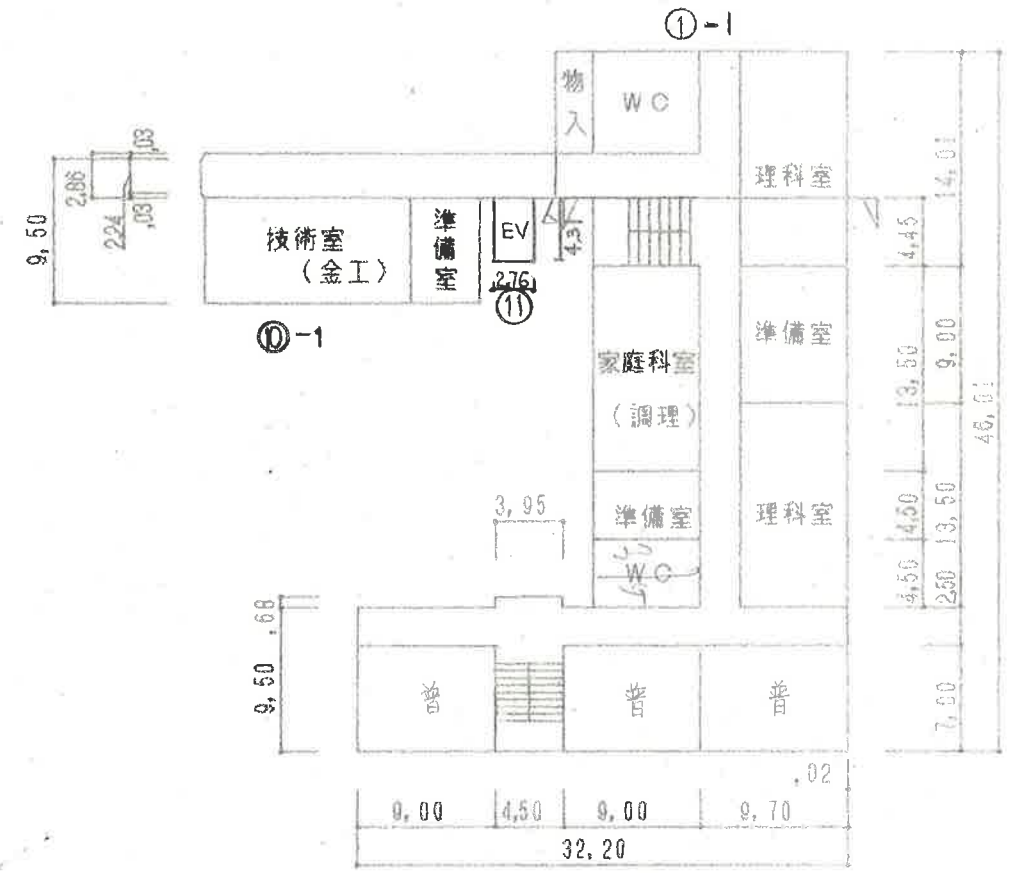 ①-1
物入
WC
理科室
14,01
,03
2,86
2,24
,03
9,50
技術室
(金工)
準備室
EV
4,31
4,45
2,76
⑪
⑩-1
家庭科室
(調理)
準備室
13,50
9,00
46,01
3,95
準備室
理科室
4,50
13,50
WC
4,50
2,50
,68
9,50
普
普
普
7,00
,02
9,00
4,50
9,00
9,70
32,20